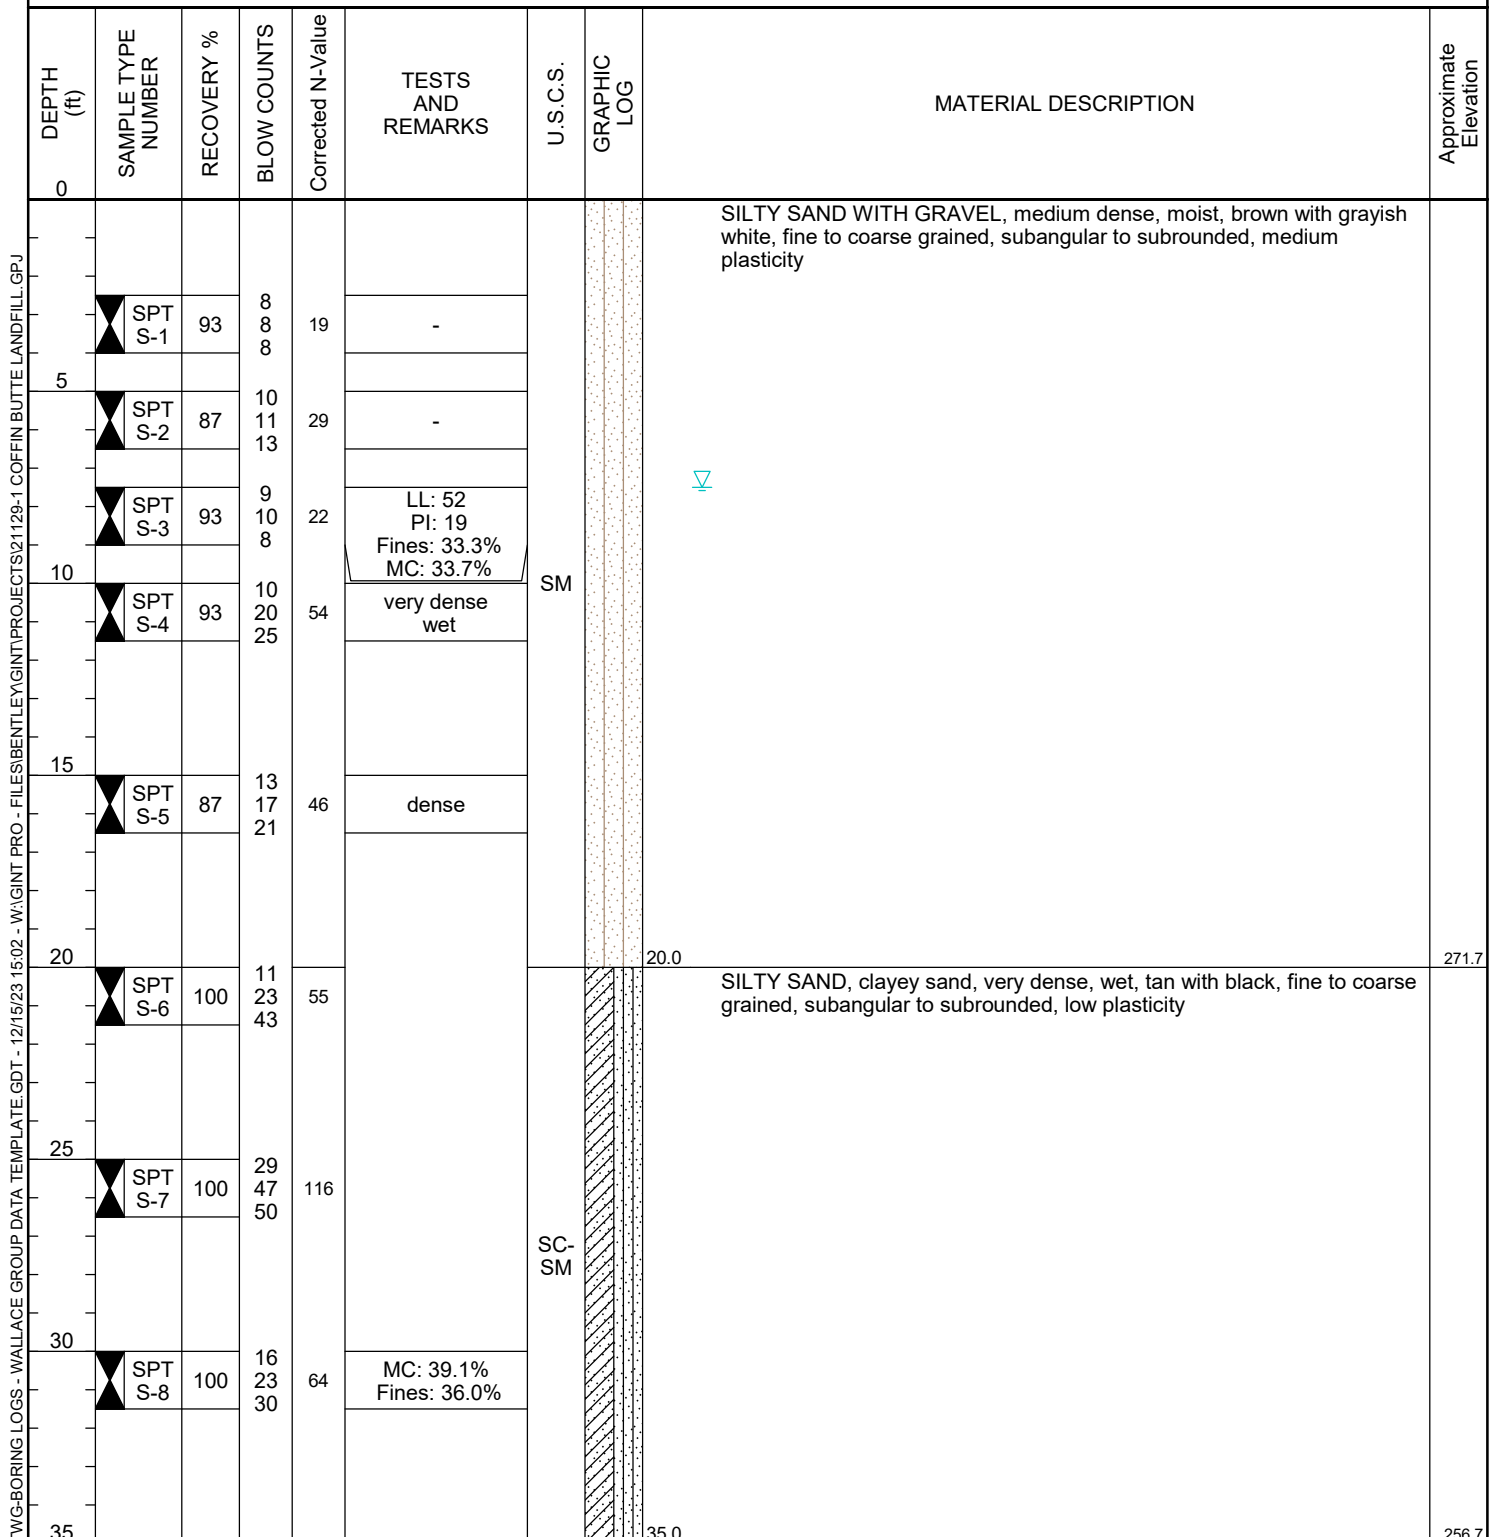 DEPTH
(ft)
SAMPLE TYPE
NUMBER
RECOVERY %
BLOW COUNTS
Corrected N-Value
TESTS
AND
REMARKS
U.S.C.S.
GRAPHIC
LOG
MATERIAL DESCRIPTION
Approximate
Elevation
0
SILTY SAND WITH GRAVEL, medium dense, moist, brown with grayish
white, fine to coarse grained, subangular to subrounded, medium
plasticity
SPT
S-1
93
8
8
8
19
-
5
SPT
S-2
87
10
11
13
29
-
SPT
S-3
93
9
10
8
22
LL: 52
PI: 19
Fines: 33.3%
MC: 33.7%
10
SM
SPT
S-4
93
10
20
25
54
very dense
wet
15
SPT
S-5
87
13
17
21
46
dense
20
20.0
271.7
SPT
S-6
100
11
23
43
55
SILTY SAND, clayey sand, very dense, wet, tan with black, fine to coarse
grained, subangular to subrounded, low plasticity
25
SPT
S-7
100
29
47
50
116
SC-
SM
30
SPT
S-8
100
16
23
30
64
MC: 39.1%
Fines: 36.0%
35
35.0
256.7
TWG-BORING LOGS - WALLACE GROUP DATA TEMPLATE.GDT - 12/15/23 15:02 - W:\GINT PRO - FILES\BENTLEY\GINT\PROJECTS\21129-1 COFFIN BUTTE LANDFILL.GPJ